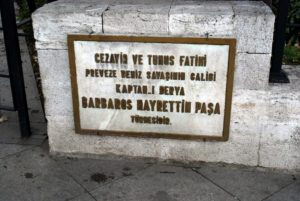 CEZAYİR VE TUNUS FATİHİ
PREVEZE DENİZ SAVAŞININ GALİBİ
KAPTAN-I DERYA
BARBAROS HAYRETTİN PAŞA
TÜRBESİDİR.